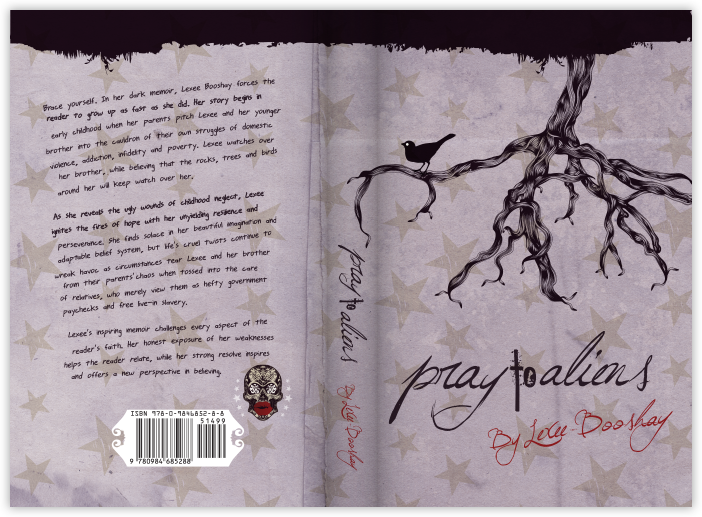 Brace yourself. In her dark memoir, Lexee Booshay forces the
reader to grow up as fast as she did. Her story begins in
early childhood when her parents pitch Lexee and her younger
brother into the cauldron of their own struggles of domestic
violence, addiction, infidelity and poverty. Lexee watches over
her brother, while believing that the rocks, trees and birds
around her will keep watch over her.
As she reveals the ugly wounds of childhood neglect, Lexee
ignites the fires of hope with her unyielding resilience and
perseverance. She finds solace in her beautiful imagination and
adaptable belief system, but life's cruel twists continue to
wreak havoc as circumstances tear Lexee and her brother
from their parents' chaos when tossed into the care
of relatives, who merely view them as hefty government
paychecks and free live-in slavery.
Lexee's inspiring memoir challenges every aspect of the
reader's faith. Her honest exposure of her weaknesses
helps the reader relate, while her strong resolve inspires
and offers a new perspective in believing.
ISBN 978-0-9846852-8-8
51499
9 780984 685288
pray to aliens
By Lexee Booshay
pray to aliens
By Lexee Booshay